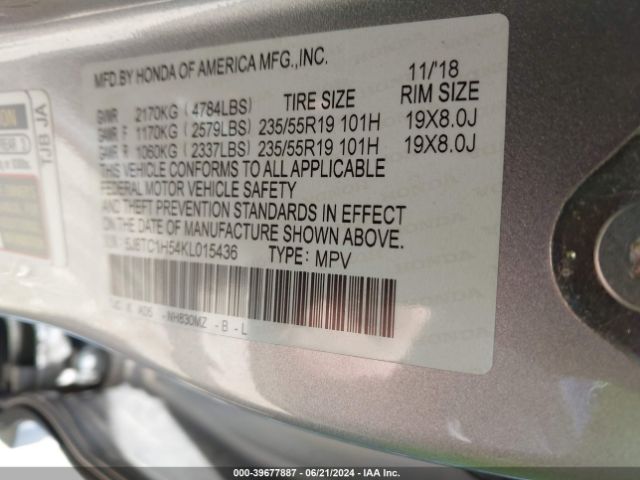 MFD.BY HONDA OF AMERICA MFG.,INC. 11/'18
GVWR 2170KG (4784LBS) TIRE SIZE RIM SIZE
GAWR F 1170KG (2579LBS) 235/55R19 101H 19X8.0J
GAWR R 1060KG (2337LBS) 235/55R19 101H 19X8.0J
THIS VEHICLE CONFORMS TO ALL APPLICABLE
FEDERAL MOTOR VEHICLE SAFETY
AND THEFT PREVENTION STANDARDS IN EFFECT
ON THE DATE OF MANUFACTURE SHOWN ABOVE.
5J8TC1H54KL015436 TYPE: MPV
NH830MZ - B - L
TJB JA
000-39677887 / 06/21/2024 / IAA Inc.